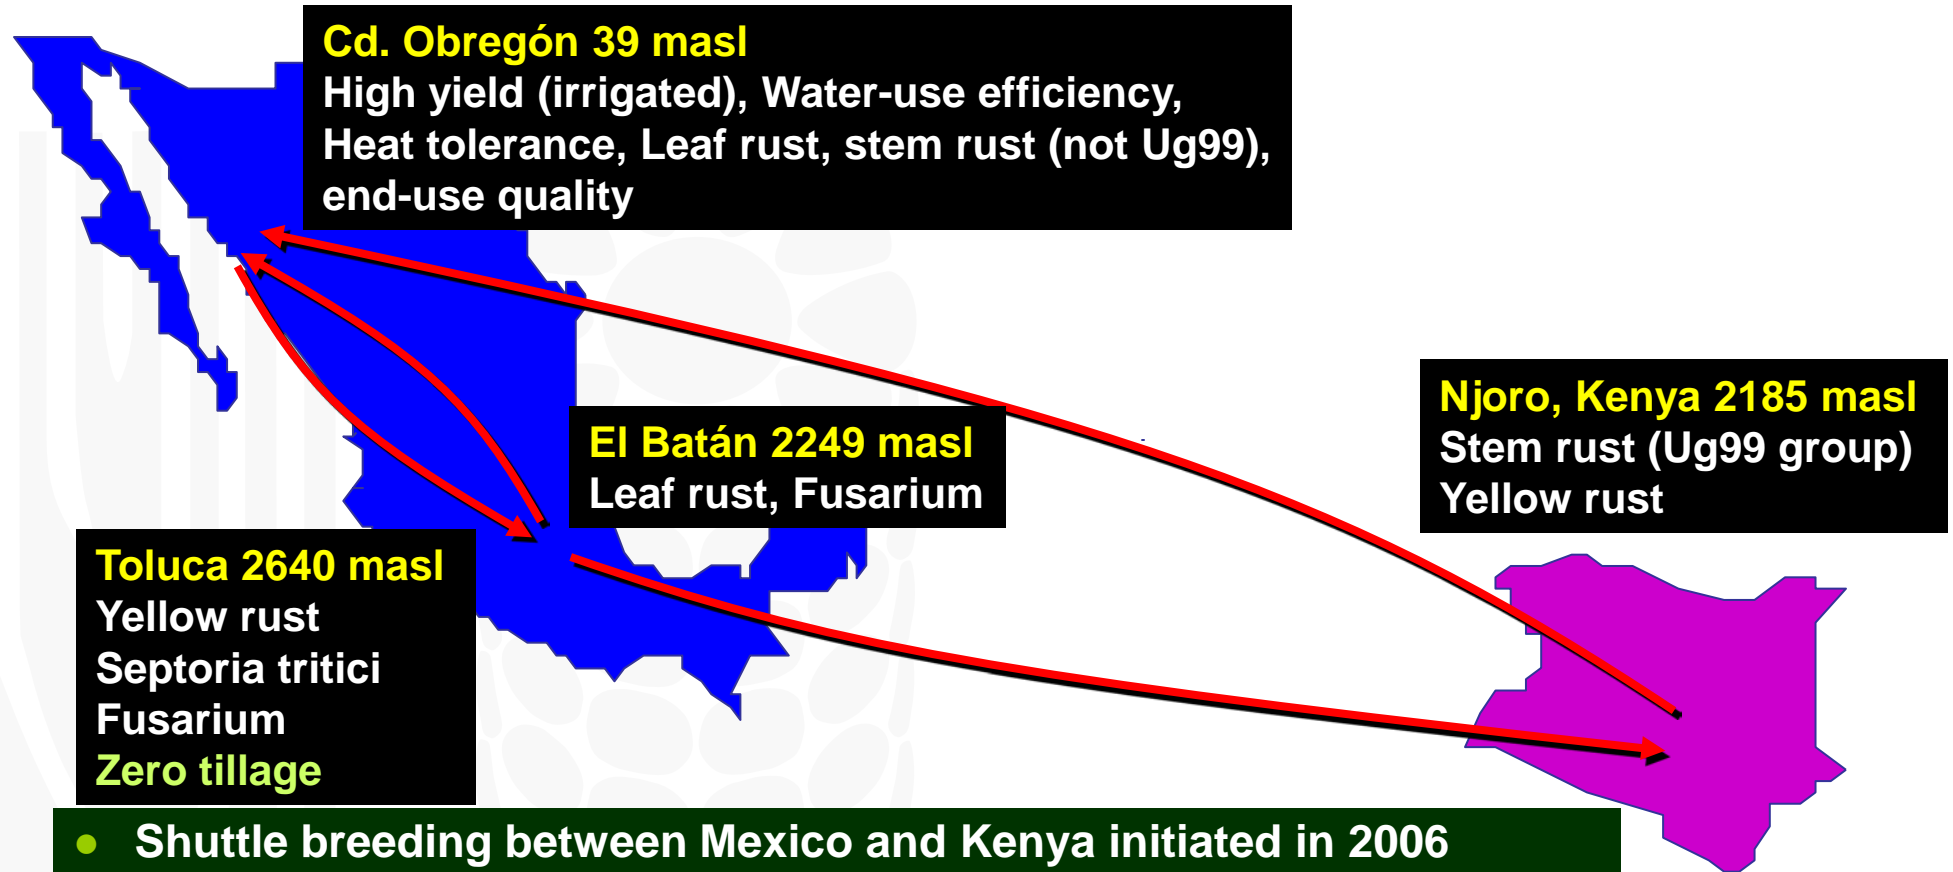 Cd. Obregón 39 masl
High yield (irrigated), Water-use efficiency,
Heat tolerance, Leaf rust, stem rust (not Ug99),
end-use quality
El Batán 2249 masl
Leaf rust, Fusarium
Njoro, Kenya 2185 masl
Stem rust (Ug99 group)
Yellow rust
Toluca 2640 masl
Yellow rust
Septoria tritici
Fusarium
Zero tillage
● Shuttle breeding between Mexico and Kenya initiated in 2006